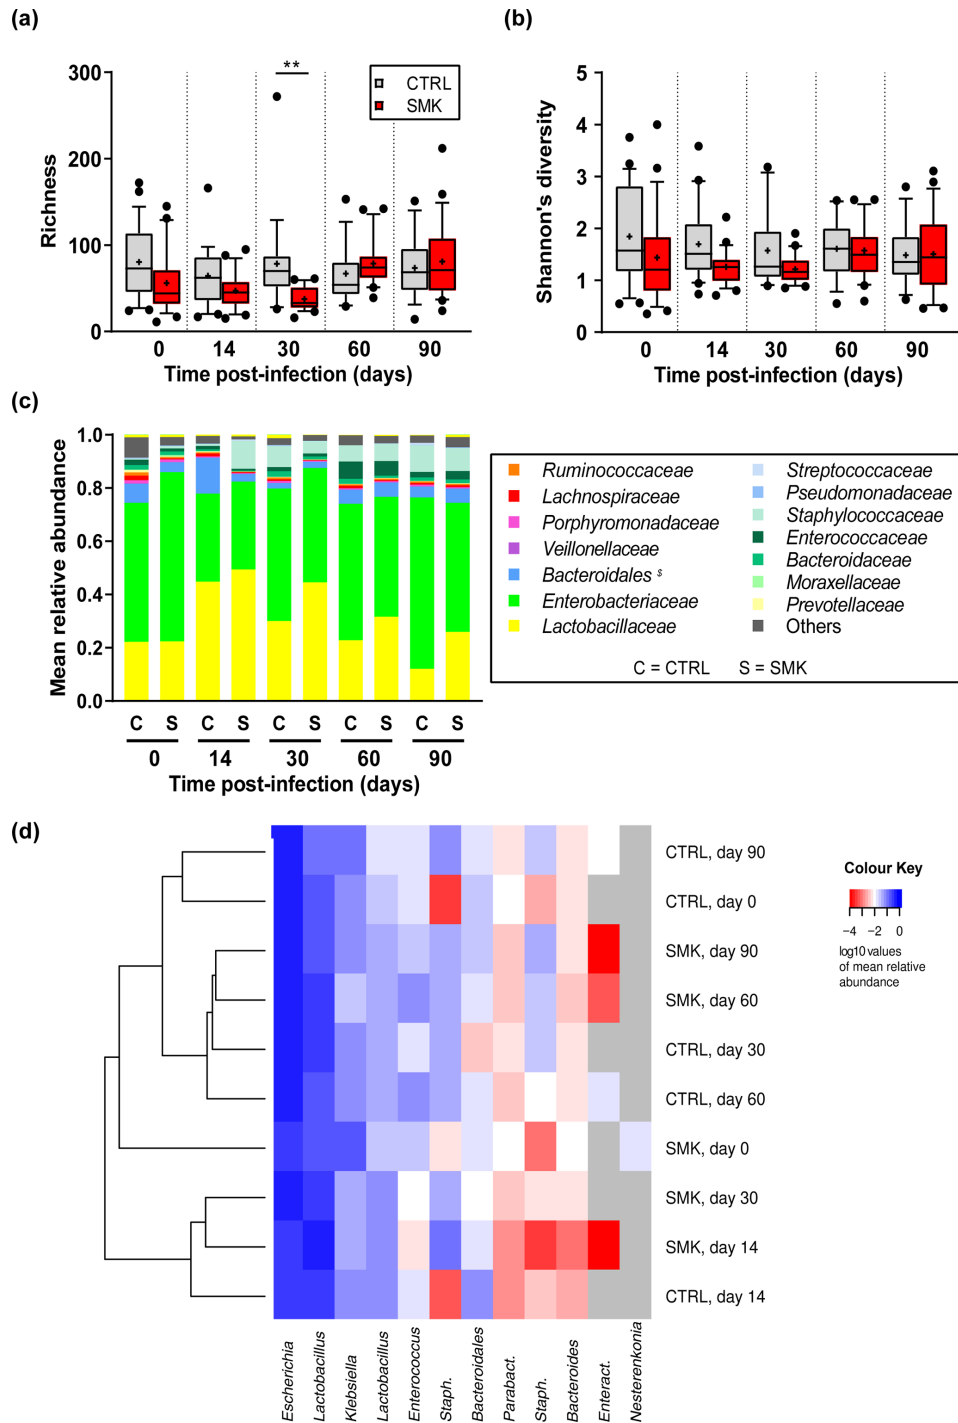 (a)
**
CTRL
SMK
Richness
300
200
100
0
0 14 30 60 90
Time post-infection (days)
(b)
Shannon's diversity
5
4
3
2
1
0
0 14 30 60 90
Time post-infection (days)
(c)
Mean relative abundance
1.0
0.8
0.6
0.4
0.2
0.0
C S C S C S C S C S
0 14 30 60 90
Time post-infection (days)
Ruminococcaceae
Lachnospiraceae
Porphyromonadaceae
Veillonellaceae
Bacteroidales $
Enterobacteriaceae
Lactobacillaceae
Streptococcaceae
Pseudomonadaceae
Staphylococcaceae
Enterococcaceae
Bacteroidaceae
Moraxellaceae
Prevotellaceae
Others
C = CTRL S = SMK
(d)
CTRL, day 90
CTRL, day 0
SMK, day 90
SMK, day 60
CTRL, day 30
CTRL, day 60
SMK, day 0
SMK, day 30
SMK, day 14
CTRL, day 14
Escherichia
Lactobacillus
Klebsiella
Lactobacillus
Enterococcus
Staph.
Bacteroidales
Parabact.
Staph.
Bacteroides
Enteract.
Nesterenkonia
Colour Key
−4 −2 0
log10 values
of mean relative
abundance